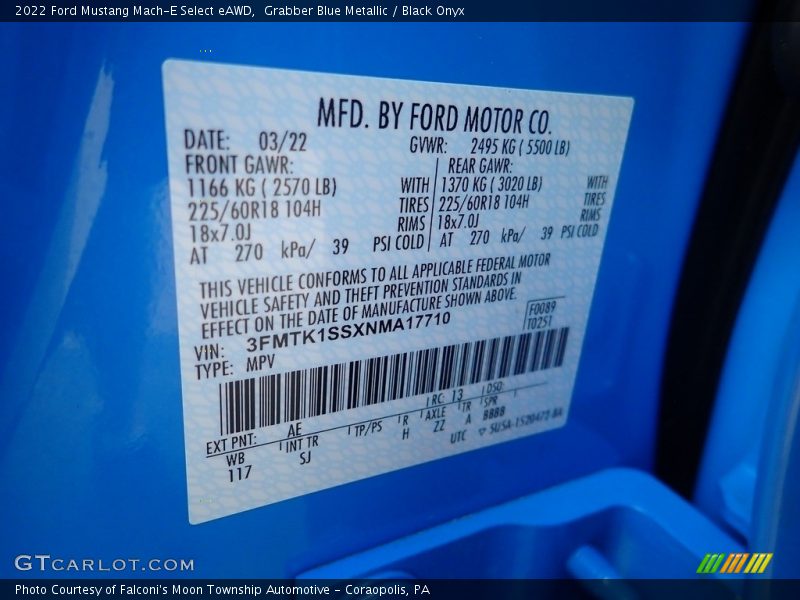 2022 Ford Mustang Mach-E Select eAWD,  Grabber Blue Metallic / Black Onyx
MFD. BY FORD MOTOR CO.
DATE: 03/22 GVWR: 2495 KG ( 5500 LB)
FRONT GAWR: REAR GAWR:
1166 KG ( 2570 LB) WITH 1370 KG ( 3020 LB) WITH
225/60R18 104H TIRES 225/60R18 104H TIRES
18x7.0J RIMS 18x7.0J RIMS
AT 270 kPa/ 39 PSI COLD AT 270 kPa/ 39 PSI COLD
THIS VEHICLE CONFORMS TO ALL APPLICABLE FEDERAL MOTOR
VEHICLE SAFETY AND THEFT PREVENTION STANDARDS IN
EFFECT ON THE DATE OF MANUFACTURE SHOWN ABOVE.
F0089
T0251
VIN: 3FMTK1SSXNMA17710
TYPE: MPV
EXT PNT: AE RC: 13 DSO:
WB INT TR TP/PS R AXLE TR SPR
117 SJ H ZZ A BBBB
UTC ▽ 5U5A-1520472-BA
GTCARLOT.COM
Photo Courtesy of Falconi's Moon Township Automotive - Coraopolis, PA